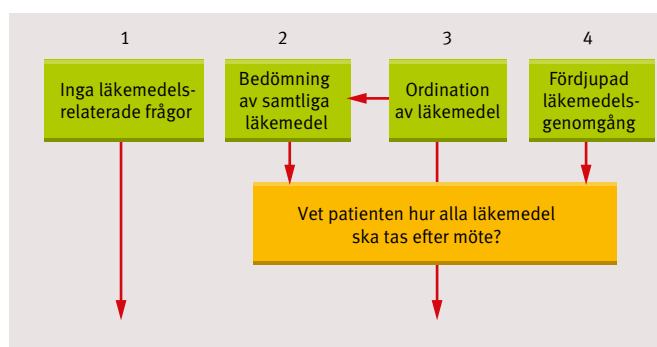 1
2
3
4
Inga läkemedels-
relaterade frågor
Bedömning
av samtliga
läkemedel
Ordination
av läkemedel
Fördjupad
läkemedels-
genomgång
Vet patienten hur alla läkemedel
ska tas efter möte?